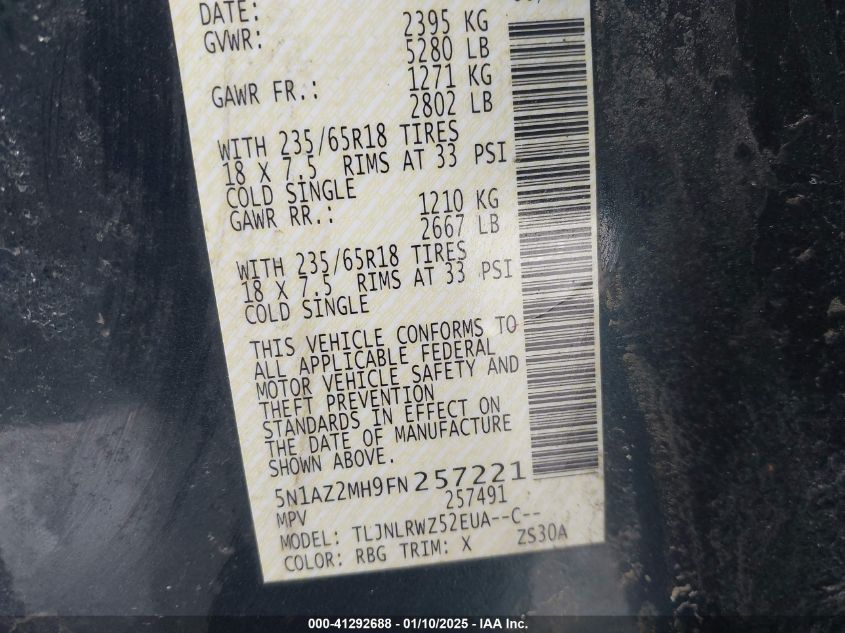 DATE:
GVWR: 2395 KG
5280 LB
GAWR FR.: 1271 KG
2802 LB
WITH 235/65R18 TIRES
18 X 7.5 RIMS AT 33 PSI
COLD SINGLE
GAWR RR.: 1210 KG
2667 LB
WITH 235/65R18 TIRES
18 X 7.5 RIMS AT 33 PSI
COLD SINGLE
THIS VEHICLE CONFORMS TO
ALL APPLICABLE FEDERAL
MOTOR VEHICLE SAFETY AND
THEFT PREVENTION
STANDARDS IN EFFECT ON
THE DATE OF MANUFACTURE
SHOWN ABOVE.
5N1AZ2MH9FN257221
MPV 257491
MODEL: TLJNLRWZ52EUA--C--
COLOR: RBG TRIM: X ZS30A
000-41292688 - 01/10/2025 - IAA Inc.